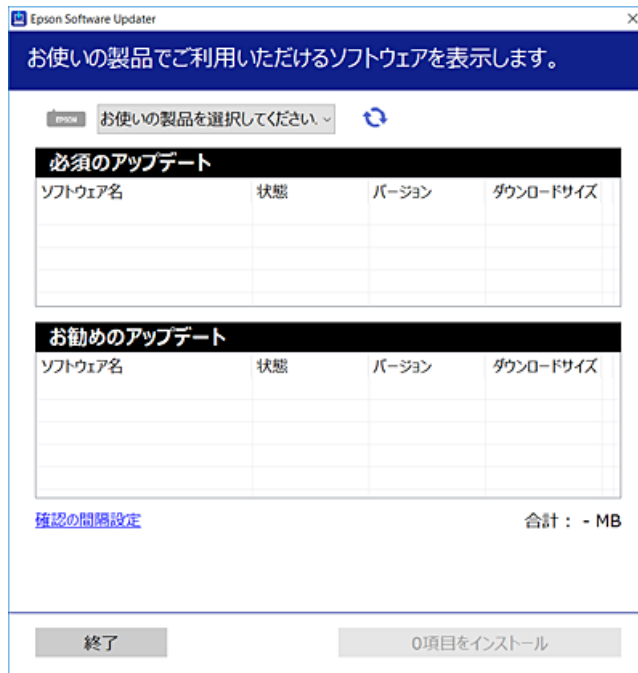 Epson Software Updater
お使いの製品でご利用いただけるソフトウェアを表示します。
EPSON お使いの製品を選択してください.
必須のアップデート
ソフトウェア名 状態 バージョン ダウンロードサイズ
お勧めのアップデート
ソフトウェア名 状態 バージョン ダウンロードサイズ
確認の間隔設定 合計： - MB
終了 0項目をインストール